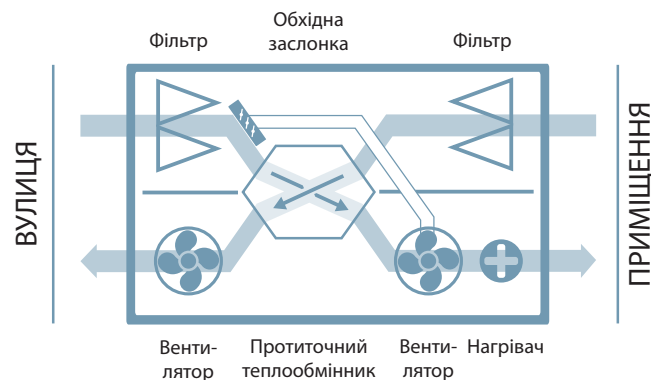 Обхідна
заслонка
Фільтр
Фільтр
ВУЛИЦЯ
ПРИМІЩЕННЯ
Венти-
лятор
Протиточний
теплообмінник
Венти-
лятор
Нагрівач